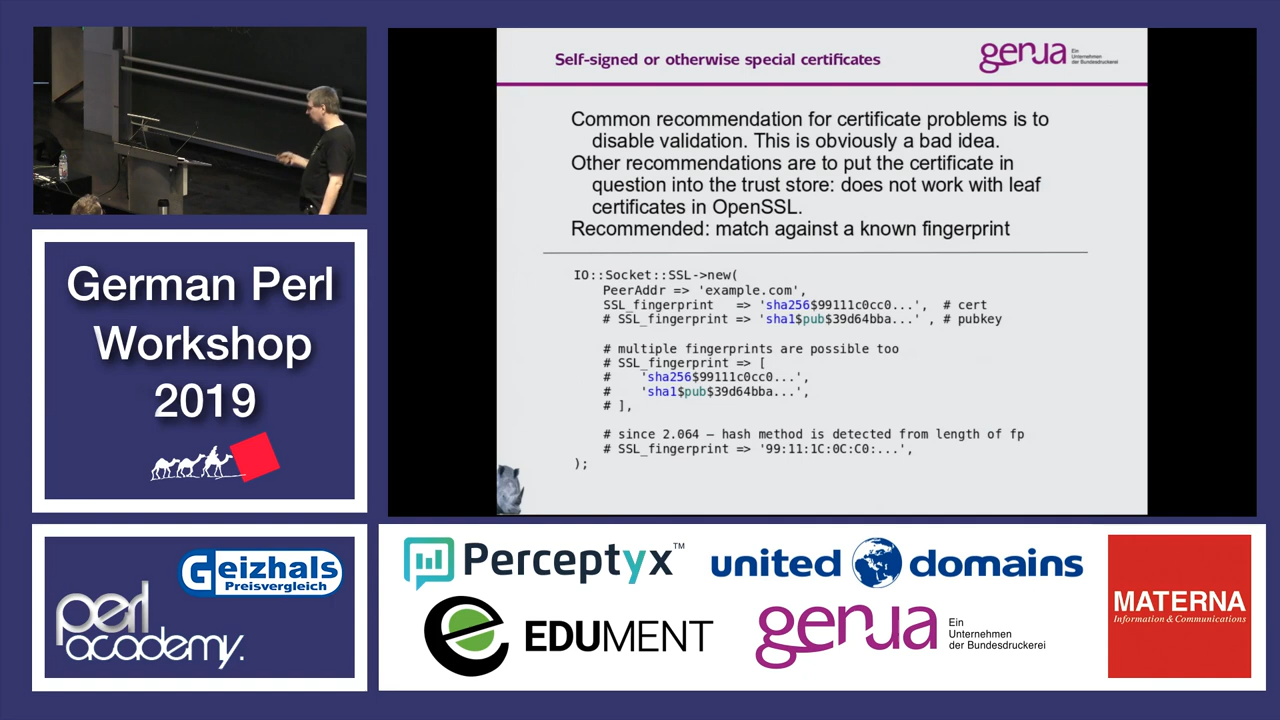 Self-signed or otherwise special certificates
genua
Ein
Unternehmen
der Bundesdruckerei
Common recommendation for certificate problems is to
disable validation. This is obviously a bad idea.
Other recommendations are to put the certificate in
question into the trust store: does not work with leaf
certificates in OpenSSL.
Recommended: match against a known fingerprint
IO::Socket::SSL->new(
PeerAddr => 'example.com',
SSL_fingerprint => 'sha256$99111c0cc0...', # cert
# SSL_fingerprint => 'sha1$pub$39d64bba...' , # pubkey
# multiple fingerprints are possible too
# SSL_fingerprint => [
# 'sha256$99111c0cc0...',
# 'sha1$pub$39d64bba...',
# ],
# since 2.064 – hash method is detected from length of fp
# SSL_fingerprint => '99:11:1C:0C:C0:...',
);
German Perl
Workshop
2019
Geizhals
Preisvergleich
perl
academy.
Perceptyx™
united domains
EDUMENT
genua
Ein
Unternehmen
der Bundesdruckerei
MATERNA
Information & Communications